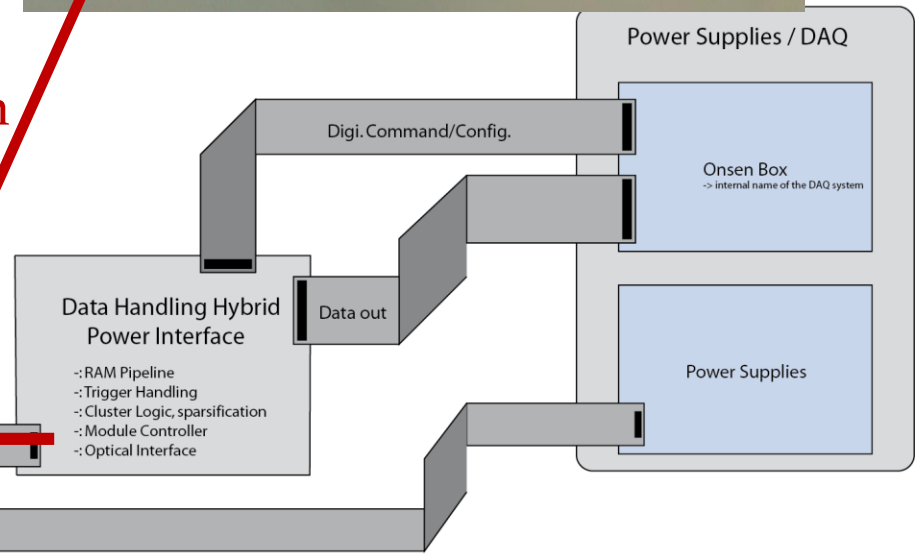 Power Supplies / DAQ
Digi. Command/Config.
Onsen Box
-> internal name of the DAQ system
Data Handling Hybrid
Power Interface
Data out
-: RAM Pipeline
-: Trigger Handling
-: Cluster Logic, sparsification
-: Module Controller
-: Optical Interface
Power Supplies